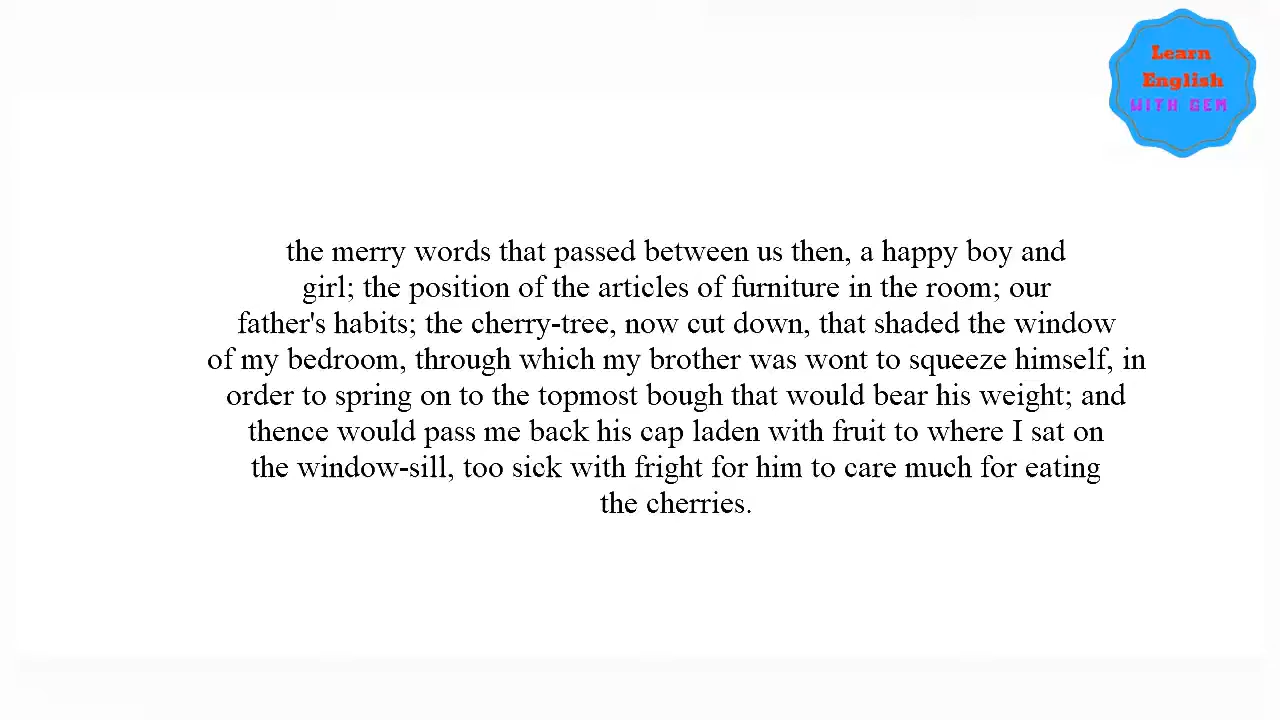 Learn
English
WITH GEM
the merry words that passed between us then, a happy boy and
girl; the position of the articles of furniture in the room; our
father's habits; the cherry-tree, now cut down, that shaded the window
of my bedroom, through which my brother was wont to squeeze himself, in
order to spring on to the topmost bough that would bear his weight; and
thence would pass me back his cap laden with fruit to where I sat on
the window-sill, too sick with fright for him to care much for eating
the cherries.